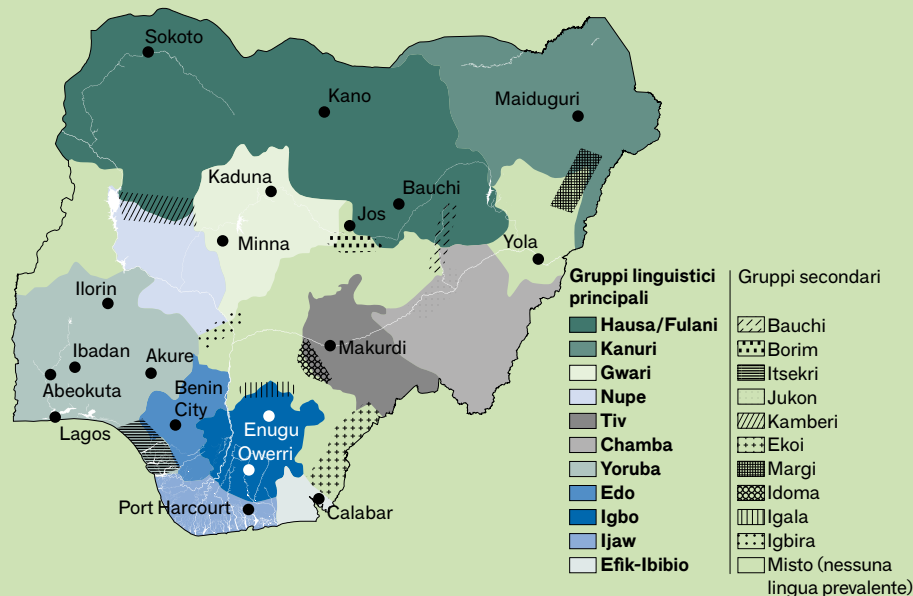 Sokoto
Kano
Maiduguri
Kaduna
Bauchi
Jos
Minna
Yola
Ilorin
Ibadan
Akure
Makurdi
Abeokuta
Benin
City
Lagos
Enugu
Owerri
Port Harcourt
Calabar
Gruppi linguistici
principali
Hausa/Fulani
Kanuri
Gwari
Nupe
Tiv
Chamba
Yoruba
Edo
Igbo
Ijaw
Efik-Ibibio
Gruppi secondari
Bauchi
Borim
Itsekri
Jukon
Kamberi
Ekoi
Margi
Idoma
Igala
Igbira
Misto (nessuna
lingua prevalente)